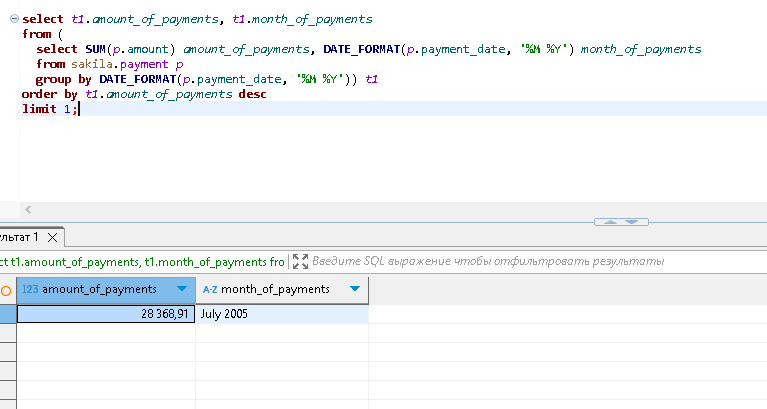 select t1.amount_of_payments, t1.month_of_payments
from (
select SUM(p.amount) amount_of_payments, DATE_FORMAT(p.payment_date, '%M %Y') month_of_payments
from sakila.payment p
group by DATE_FORMAT(p.payment_date, '%M %Y')) t1
order by t1.amount_of_payments desc
limit 1;
ультат 1
ct t1.amount_of_payments, t1.month_of_payments fro Введите SQL выражение чтобы отфильтровать результаты
123 amount_of_payments A-Z month_of_payments
28 368,91 July 2005